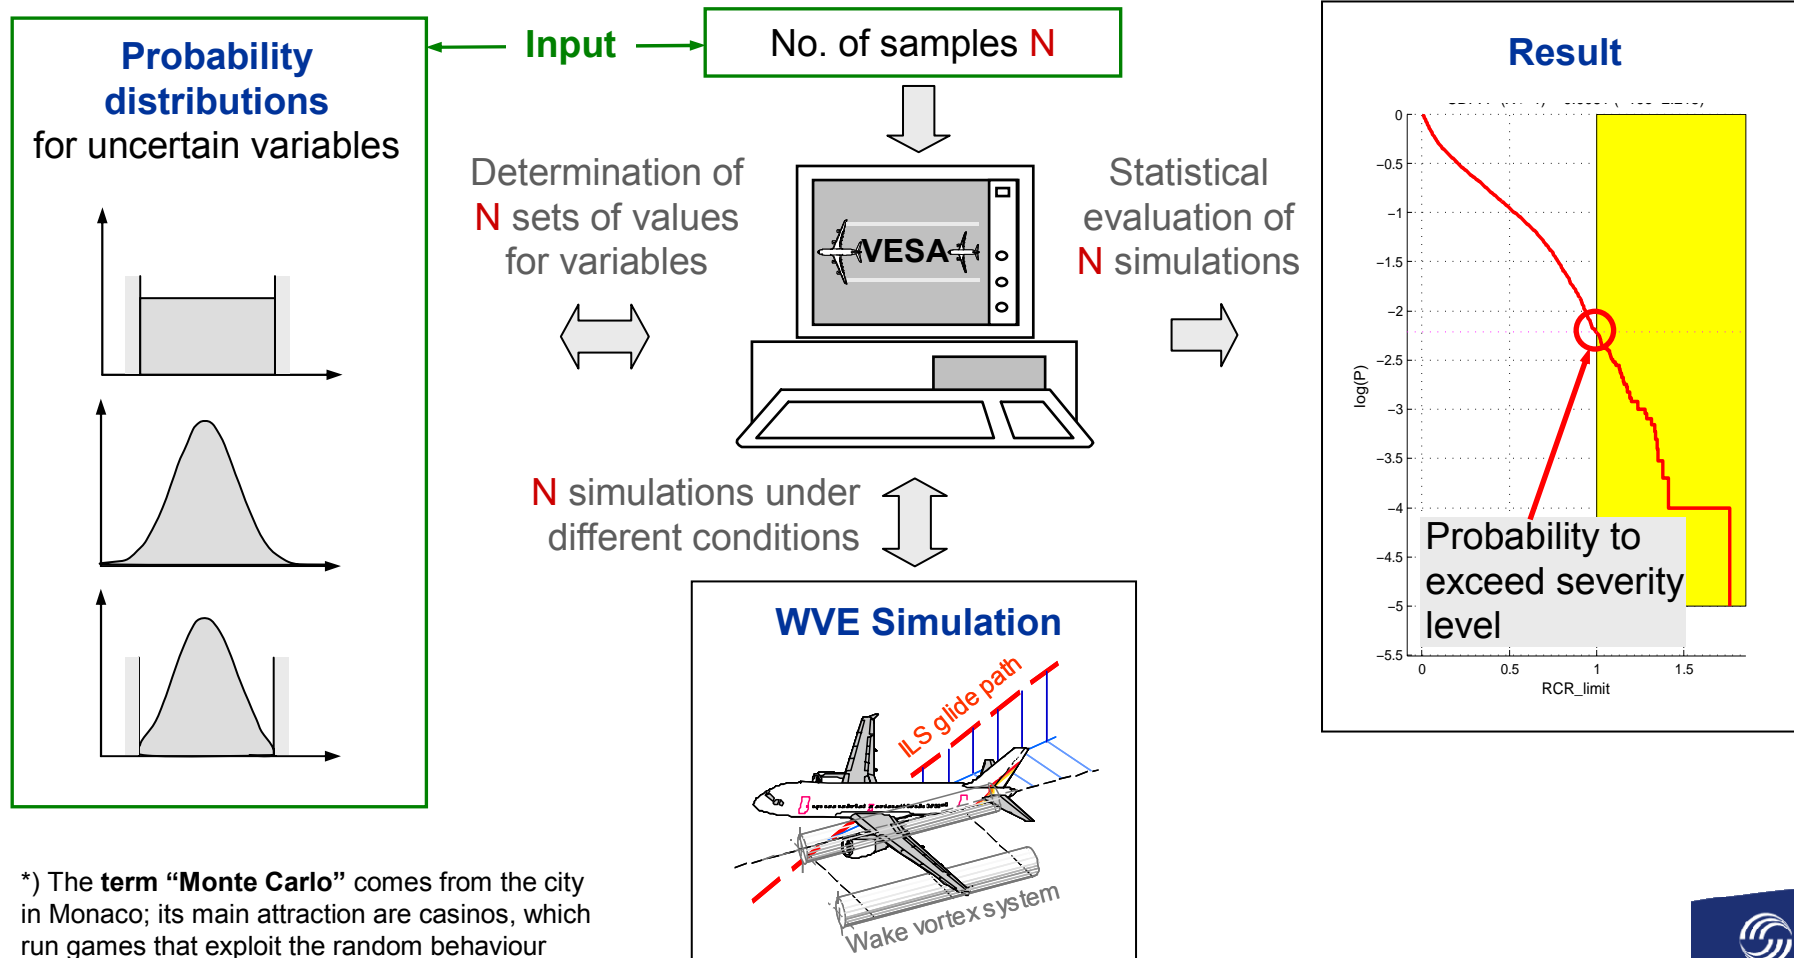 Probability
distributions
for uncertain variables
Input
No. of samples N
Determination of
N sets of values
for variables
VESA
Statistical
evaluation of
N simulations
N simulations under
different conditions
WVE Simulation
ILS glide path
Wake vortex system
Result
0
−0.5
−1
−1.5
−2
−2.5
−3
−3.5
−4
−4.5
−5
−5.5
log(P)
0 0.5 1 1.5
RCR_limit
Probability to
exceed severity
level
*) The term “Monte Carlo” comes from the city
in Monaco; its main attraction are casinos, which
run games that exploit the random behaviour